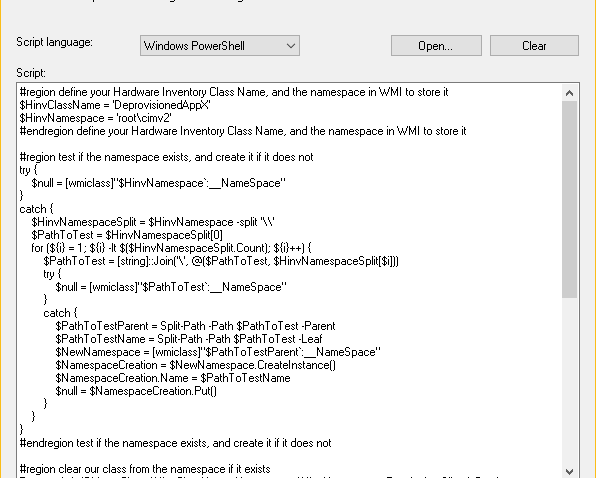 Script language:
Windows PowerShell
Open...
Clear
Script:
#region define your Hardware Inventory Class Name, and the namespace in WMI to store it
$HinvClassName = 'DeprovisionedAppX'
$HinvNamespace = 'root\cimv2'
#endregion define your Hardware Inventory Class Name, and the namespace in WMI to store it

#region test if the namespace exists, and create it if it does not
try {
    $null = [wmiclass]"$HinvNamespace`:__NameSpace"
}
catch {
    $HinvNamespaceSplit = $HinvNamespace -split '\\'
    $PathToTest = $HinvNamespaceSplit[0]
    for (${i} = 1; ${i} -lt $($HinvNamespaceSplit.Count); ${i}++) {
        $PathToTest = [string]::Join('\', @($PathToTest, $HinvNamespaceSplit[$i]))
        try {
            $null = [wmiclass]"$PathToTest`:__NameSpace"
        }
        catch {
            $PathToTestParent = Split-Path -Path $PathToTest -Parent
            $PathToTestName = Split-Path -Path $PathToTest -Leaf
            $NewNamespace = [wmiclass]"$PathToTestParent`:__NameSpace"
            $NamespaceCreation = $NewNamespace.CreateInstance()
            $NamespaceCreation.Name = $PathToTestName
            $null = $NamespaceCreation.Put()
        }
    }
}
#endregion test if the namespace exists, and create it if it does not

#region clear our class from the namespace if it exists